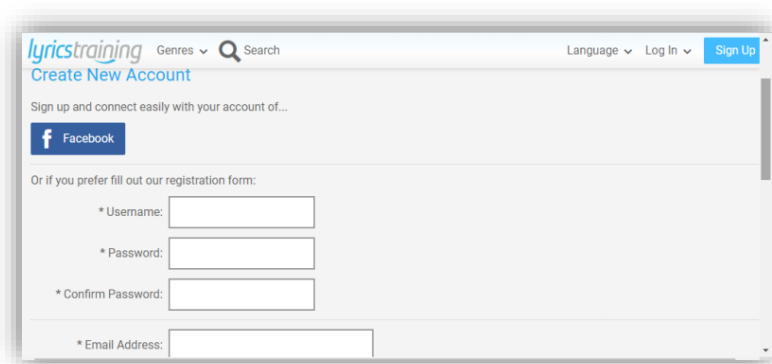 lyricstraining Genres Search Language Log In Sign Up
Create New Account
Sign up and connect easily with your account of...
f Facebook
Or if you prefer fill out our registration form:
* Username:
* Password:
* Confirm Password:
* Email Address: